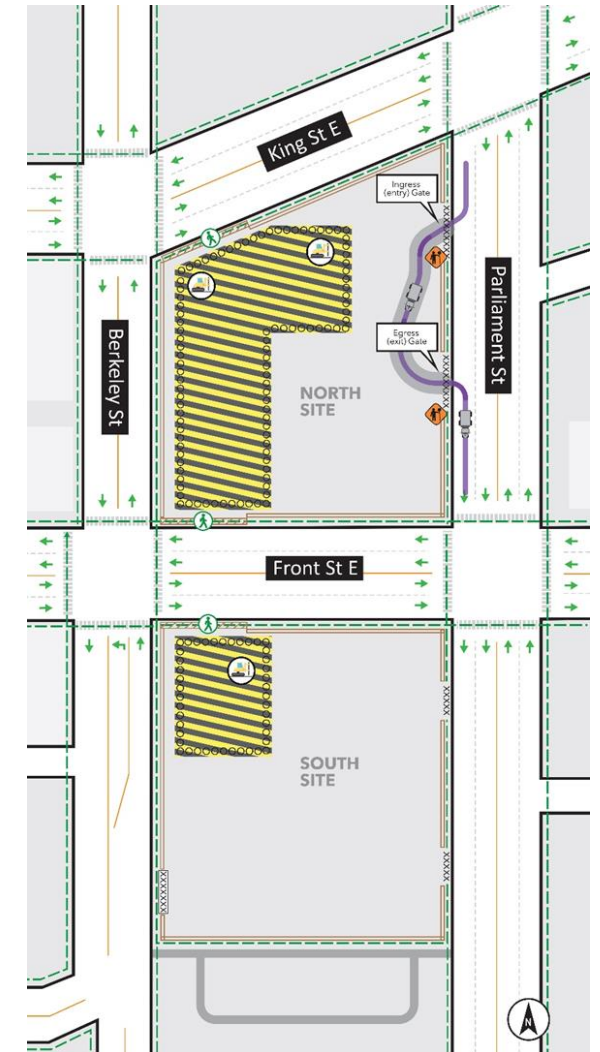 King St E
Ingress
(entry) Gate
Parliament St
Berkeley St
Egress
(exit) Gate
NORTH
SITE
Front St E
SOUTH
SITE
N